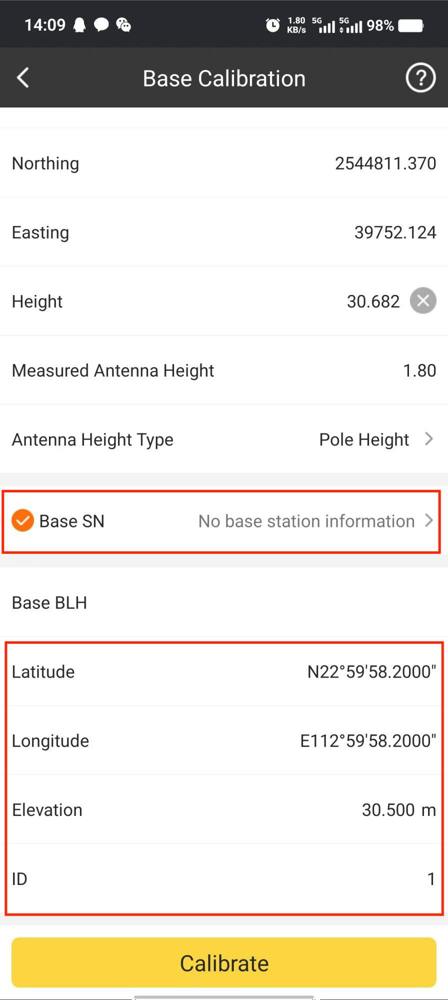 14:09 1.80 KB/s 5G 5G 98%
Base Calibration ?
Northing 2544811.370
Easting 39752.124
Height 30.682
Measured Antenna Height 1.80
Antenna Height Type Pole Height
Base SN No base station information
Base BLH
Latitude N22°59'58.2000"
Longitude E112°59'58.2000"
Elevation 30.500 m
ID 1
Calibrate